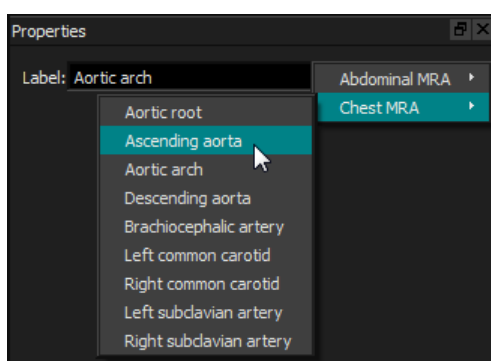 Properties
Label: Aortic arch
Abdominal MRA
Chest MRA
Aortic root
Ascending aorta
Aortic arch
Descending aorta
Brachiocephalic artery
Left common carotid
Right common carotid
Left subclavian artery
Right subclavian artery